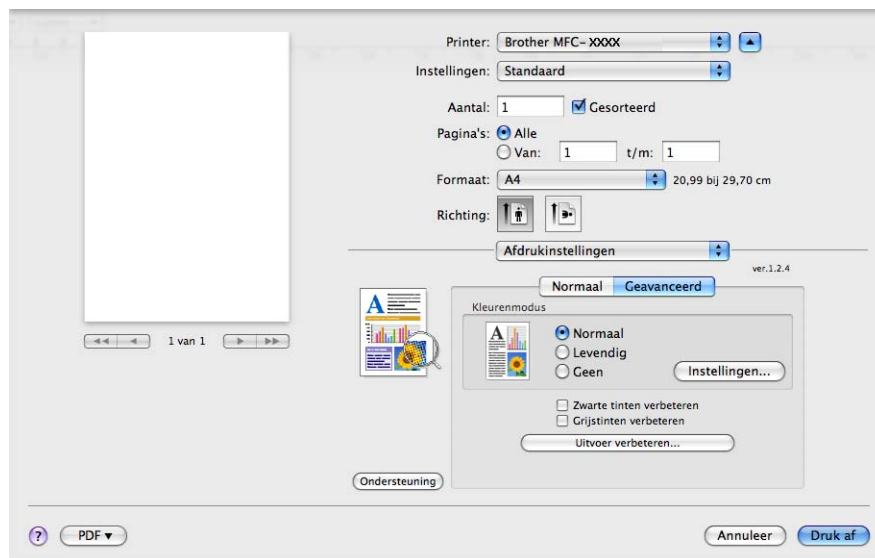 Printer: Brother MFC-XXXX
Instellingen: Standaard
Aantal: 1 Gesorteerd
Pagina's: Alle
Van: 1 t/m: 1
Formaat: A4 20,99 bij 29,70 cm
Richting:
Afdrukinstellingen
ver.1.2.4
Normaal Geavanceerd
Kleurenmodus
Normaal
Levendig
Geen
Instellingen...
Zwarte tinten verbeteren
Grijstinten verbeteren
Uitvoer verbeteren...
1 van 1
Ondersteuning
? PDF ▼ Annuleer Druk af